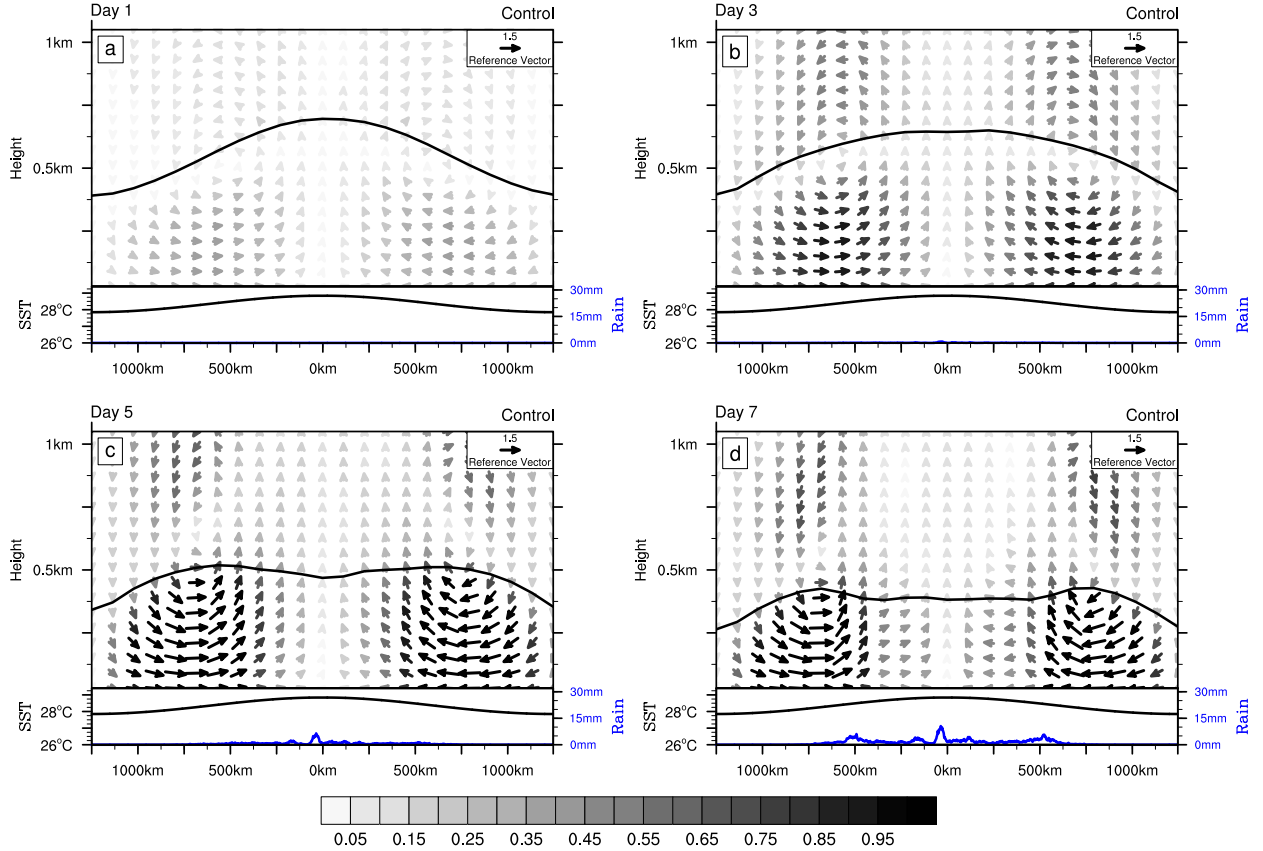 Day 1 Control
a
1.5
Reference Vector
1km
0.5km
Height
SST
28°C
26°C
30mm
15mm
0mm
Rain
1000km 500km 0km 500km 1000km
Day 3 Control
b
1.5
Reference Vector
1km
0.5km
Height
SST
28°C
26°C
30mm
15mm
0mm
Rain
1000km 500km 0km 500km 1000km
Day 5 Control
c
1.5
Reference Vector
1km
0.5km
Height
SST
28°C
26°C
30mm
15mm
0mm
Rain
1000km 500km 0km 500km 1000km
Day 7 Control
d
1.5
Reference Vector
1km
0.5km
Height
SST
28°C
26°C
30mm
15mm
0mm
Rain
1000km 500km 0km 500km 1000km
0.05 0.15 0.25 0.35 0.45 0.55 0.65 0.75 0.85 0.95